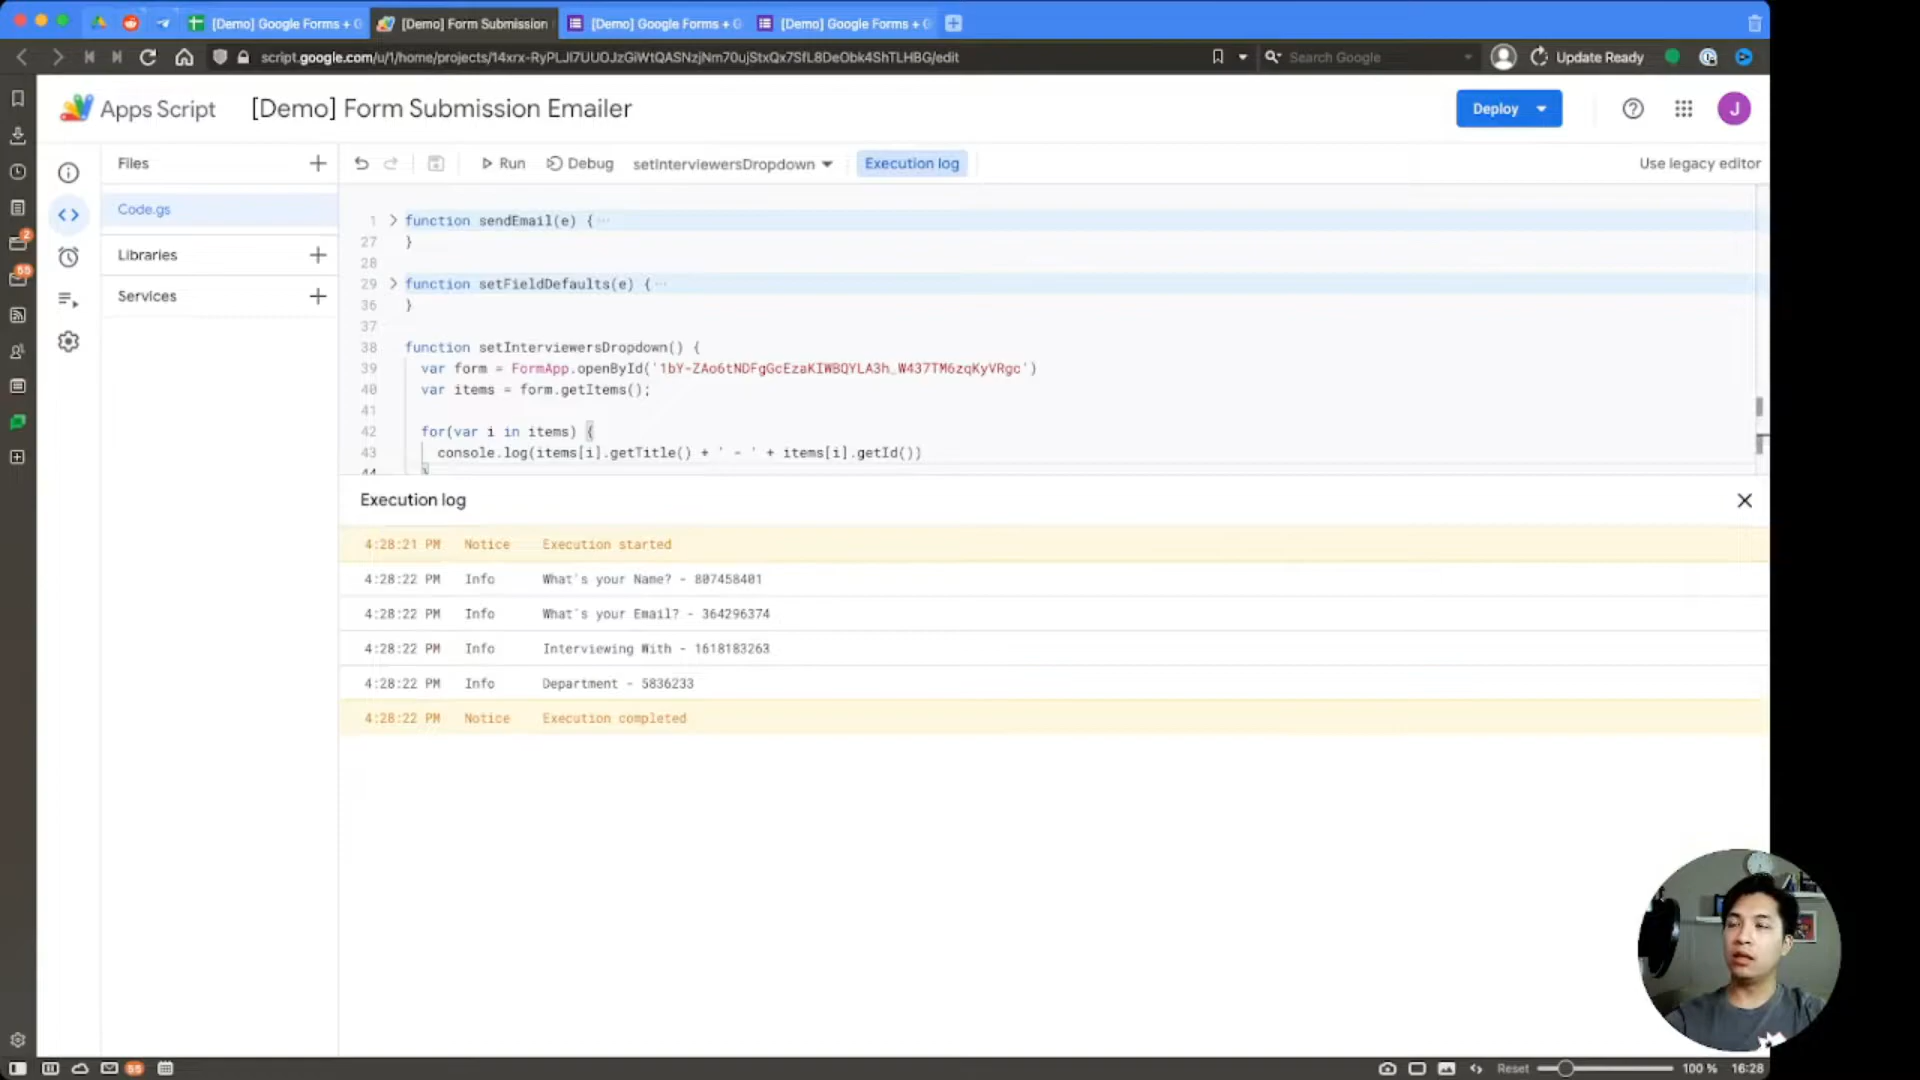 [Demo] Google Forms + G
[Demo] Form Submission
[Demo] Google Forms + G
[Demo] Google Forms + G
script.google.com/u/1/home/projects/14xrx-RyPLJl7UUOJzGiWtQASNzjNm70ujStxQx7SfL8DeObk4ShTLHBG/edit
Search Google
Update Ready
Apps Script
[Demo] Form Submission Emailer
Deploy
J
Files
Run
Debug
setInterviewersDropdown
Execution log
Use legacy editor
Code.gs
Libraries
Services
2
55
1 function sendEmail(e) { ···
27 }
28
29 function setFieldDefaults(e) { ···
36 }
37
38 function setInterviewersDropdown() {
39 var form = FormApp.openById('1bY-ZAo6tNDFgGcEzaKIWBQYLA3h_W437TM6zqKyVRgc')
40 var items = form.getItems();
41
42 for(var i in items) {
43 console.log(items[i].getTitle() + ' - ' + items[i].getId())
44 }
Execution log
4:28:21 PM Notice Execution started
4:28:22 PM Info What's your Name? - 807458401
4:28:22 PM Info What's your Email? - 364296374
4:28:22 PM Info Interviewing With - 1618183263
4:28:22 PM Info Department - 5836233
4:28:22 PM Notice Execution completed
55
Reset
100 %
16:28